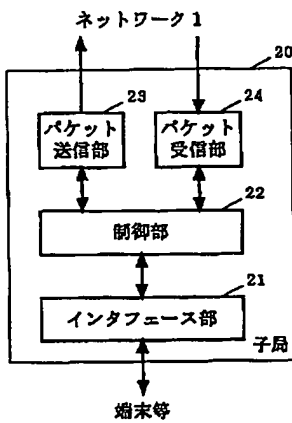 ネットワーク1
20
23
24
パケット
送信部
パケット
受信部
22
制御部
21
インタフェース部
子局
端末等